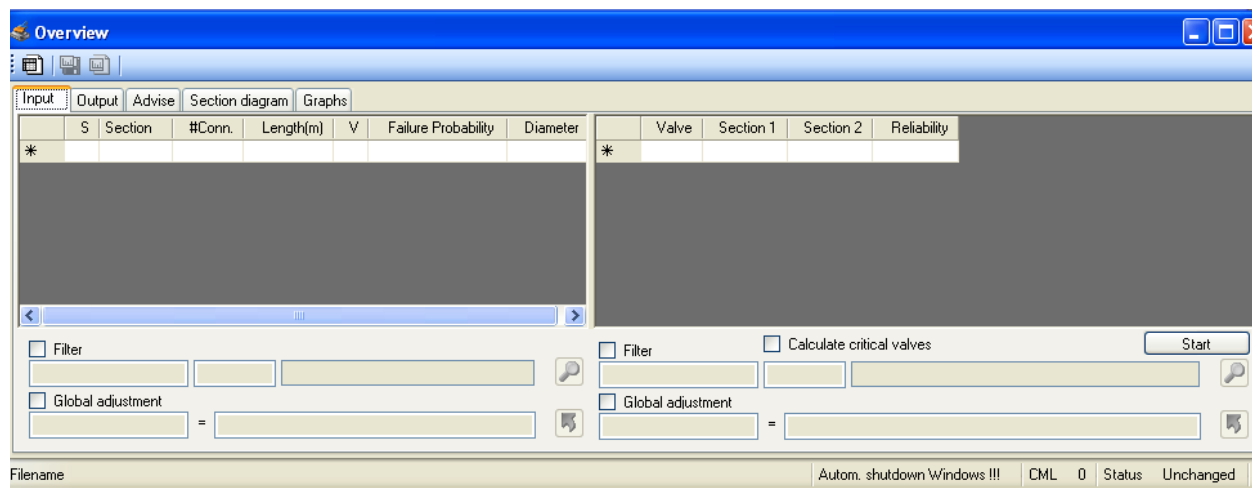 Overview
Input Output Advise Section diagram Graphs
S Section #Conn. Length(m) V Failure Probability Diameter Valve Section 1 Section 2 Reliability
* *
Filter
Filter Calculate critical valves Start
Global adjustment
=
Global adjustment
=
Filename Autom. shutdown Windows !!! CML 0 Status Unchanged